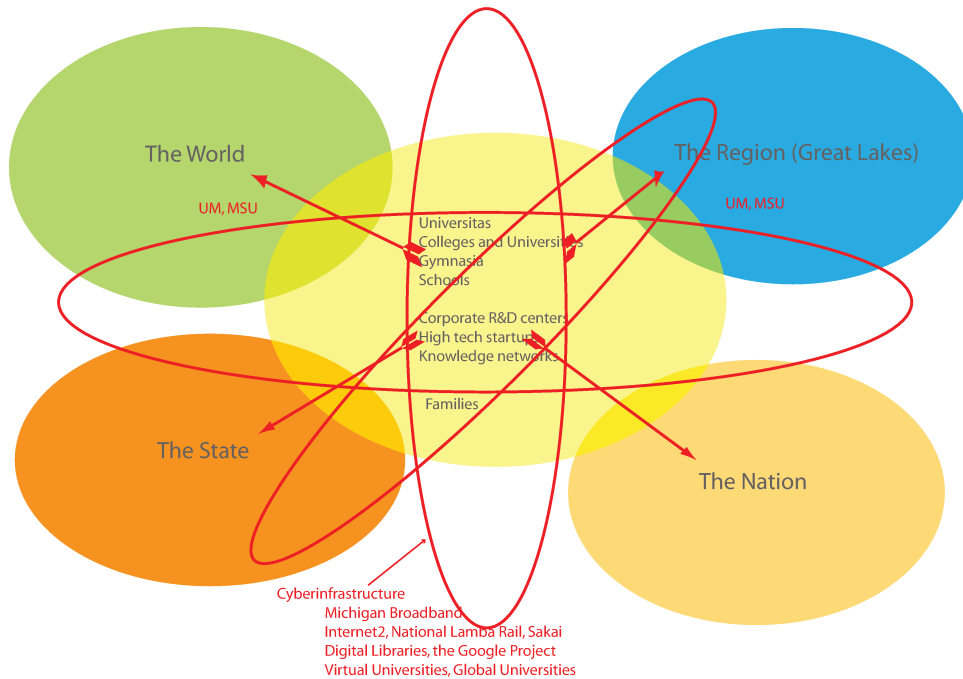 The World
The Region (Great Lakes)
UM, MSU
UM, MSU
Universitas
Colleges and Universities
Gymnasia
Schools
Corporate R&D centers
High tech startups
Knowledge networks
Families
The State
The Nation
Cyberinfrastructure
Michigan Broadband
Internet2, National Lamba Rail, Sakai
Digital Libraries, the Google Project
Virtual Universities, Global Universities